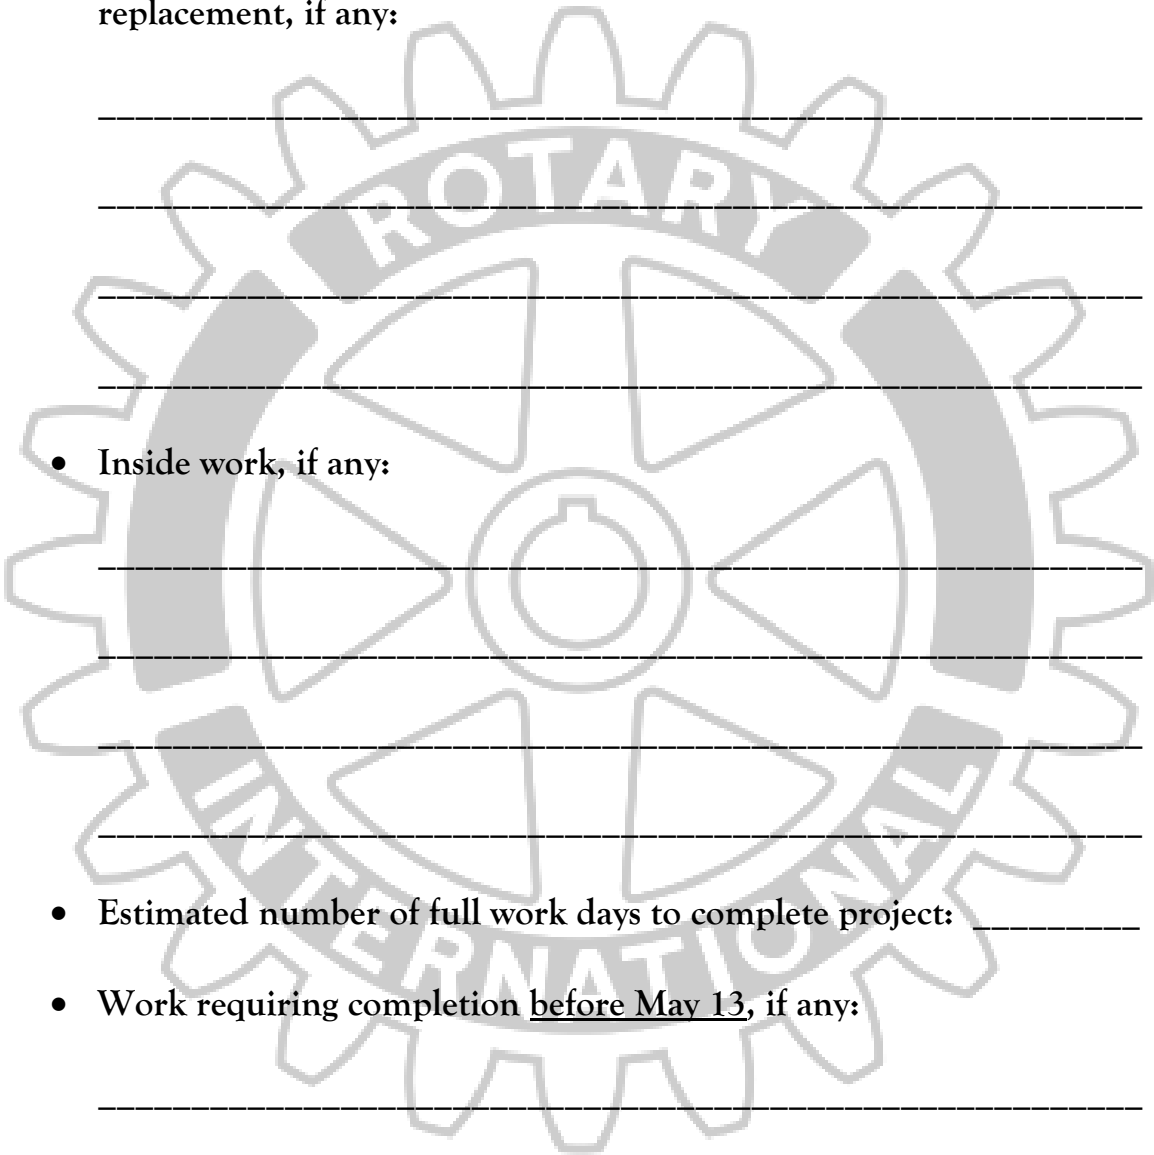 replacement, if any:
ROTARY
• Inside work, if any:
• Estimated number of full work days to complete project: _________
INTERNATIONAL
• Work requiring completion before May 13, if any: